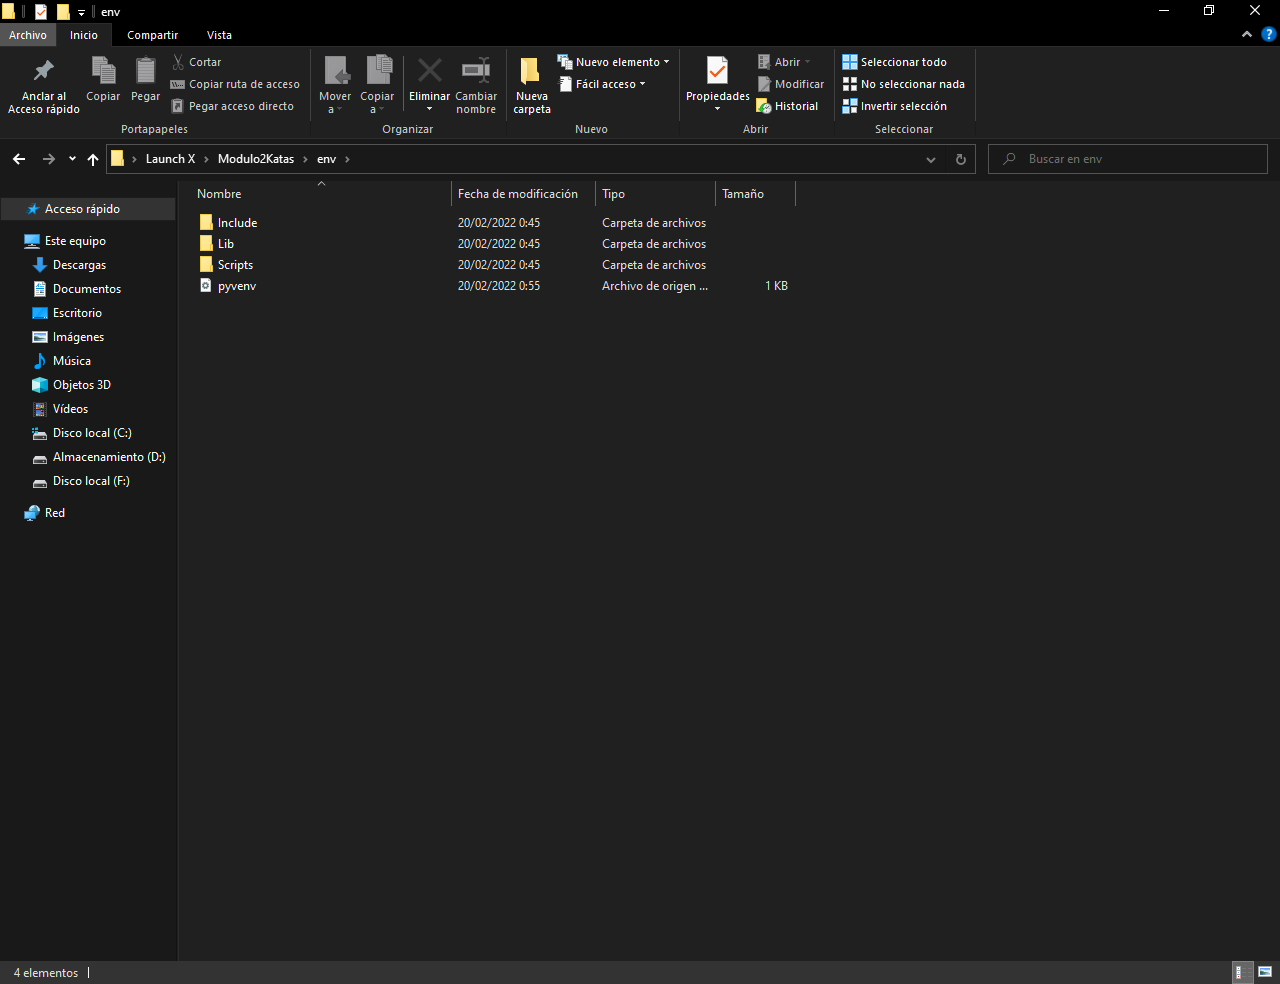 env
Archivo Inicio Compartir Vista
Anclar al
Acceso rápido
Copiar
Pegar
Cortar
Copiar ruta de acceso
Pegar acceso directo
Portapapeles
Mover
a
Copiar
a
Eliminar
Cambiar
nombre
Organizar
Nueva
carpeta
Nuevo elemento
Fácil acceso
Nuevo
Propiedades
Abrir
Modificar
Historial
Abrir
Seleccionar todo
No seleccionar nada
Invertir selección
Seleccionar
Launch X > Modulo2Katas > env >
Buscar en env
Acceso rápido
Este equipo
Descargas
Documentos
Escritorio
Imágenes
Música
Objetos 3D
Vídeos
Disco local (C:)
Almacenamiento (D:)
Disco local (F:)
Red
Nombre Fecha de modificación Tipo Tamaño
Include 20/02/2022 0:45 Carpeta de archivos
Lib 20/02/2022 0:45 Carpeta de archivos
Scripts 20/02/2022 0:45 Carpeta de archivos
pyvenv 20/02/2022 0:55 Archivo de origen ... 1 KB
4 elementos